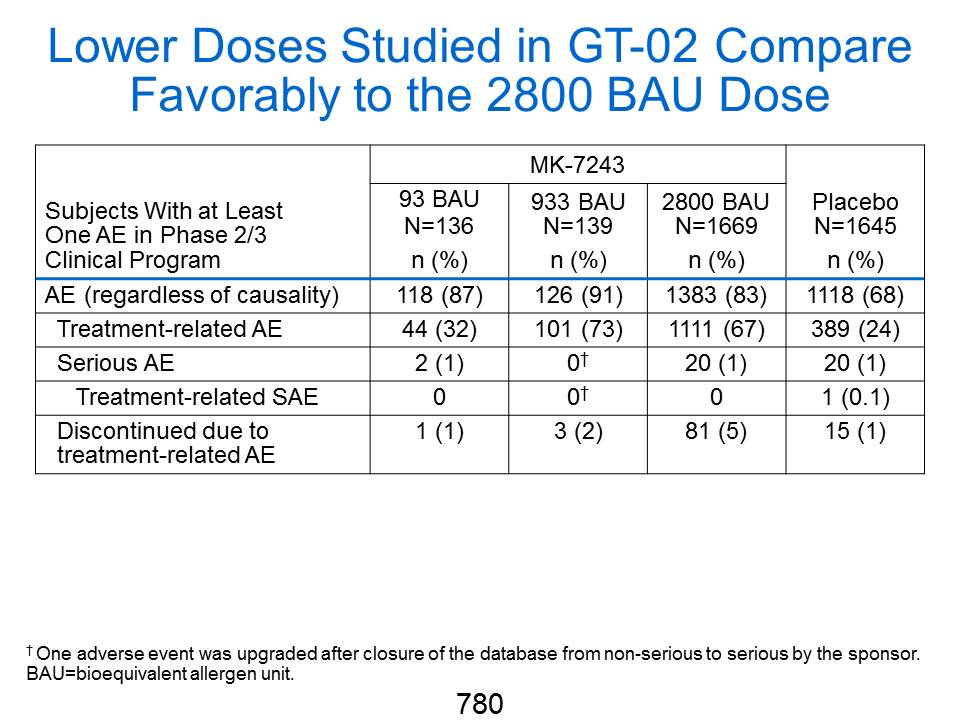 Lower Doses Studied in GT-02 Compare
Favorably to the 2800 BAU Dose
MK-7243
Subjects With at Least
One AE in Phase 2/3
Clinical Program
93 BAU
N=136
n (%)
933 BAU
N=139
n (%)
2800 BAU
N=1669
n (%)
Placebo
N=1645
n (%)
AE (regardless of causality) 118 (87) 126 (91) 1383 (83) 1118 (68)
Treatment-related AE 44 (32) 101 (73) 1111 (67) 389 (24)
Serious AE 2 (1) 0† 20 (1) 20 (1)
Treatment-related SAE 0 0† 0 1 (0.1)
Discontinued due to 1 (1) 3 (2) 81 (5) 15 (1)
treatment-related AE
† One adverse event was upgraded after closure of the database from non-serious to serious by the sponsor.
BAU=bioequivalent allergen unit.
780